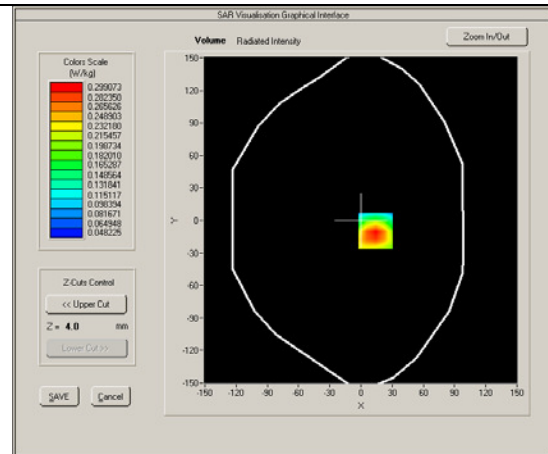 SAR Visualisation Graphical Interface
Volume Radiated Intensity
Zoom In/Out
Colors Scale
(W/kg)
0.299073
0.282350
0.265626
0.248903
0.232180
0.215457
0.198734
0.182010
0.165287
0.148564
0.131841
0.115117
0.098394
0.081671
0.064948
0.048225
Z-Cuts Control
<< Upper Cut
Z = 4.0 mm
Lower Cut >>
SAVE Cancel
150
120
90
60
30
0
-30
-60
-90
-120
-150
Y
-150 -120 -90 -60 -30 0 30 60 90 120 150
X